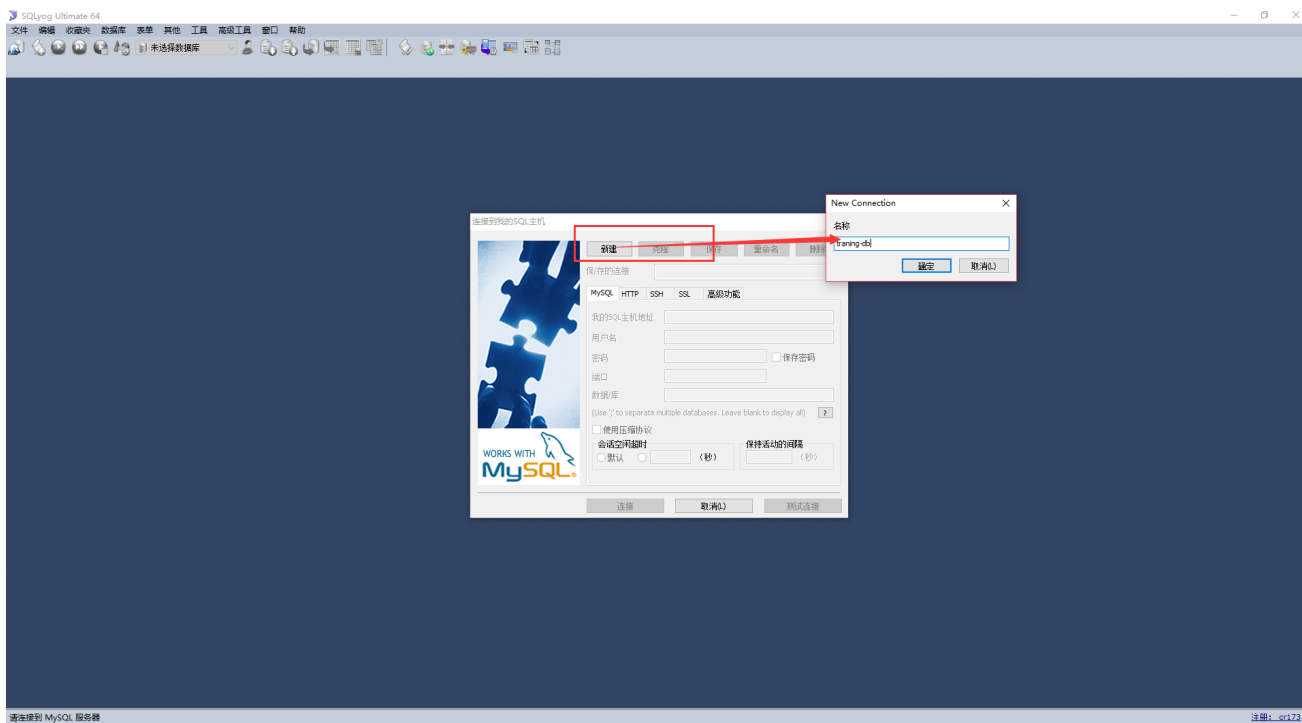 SQLyog Ultimate 64
文件 编辑 收藏夹 数据库 表单 其他 工具 高级工具 窗口 帮助
未选择数据库
New Connection
名称
traning-db
确定 取消(L)
连接到我的SQL主机
新建 克隆 保存 重命名 删除
保/存的连接
MySQL HTTP SSH SSL 高级功能
我的SQL主机地址
用户名
密码 保存密码
端口
数据/库
(Use ';' to separate multiple databases. Leave blank to display all) ?
使用压缩协议
会话空闲超时 保持活动的间隔
默认 (秒) (秒)
WORKS WITH
MySQL
连接 取消(L) 测试连接
请连接到 MySQL 服务器 注册: cr173